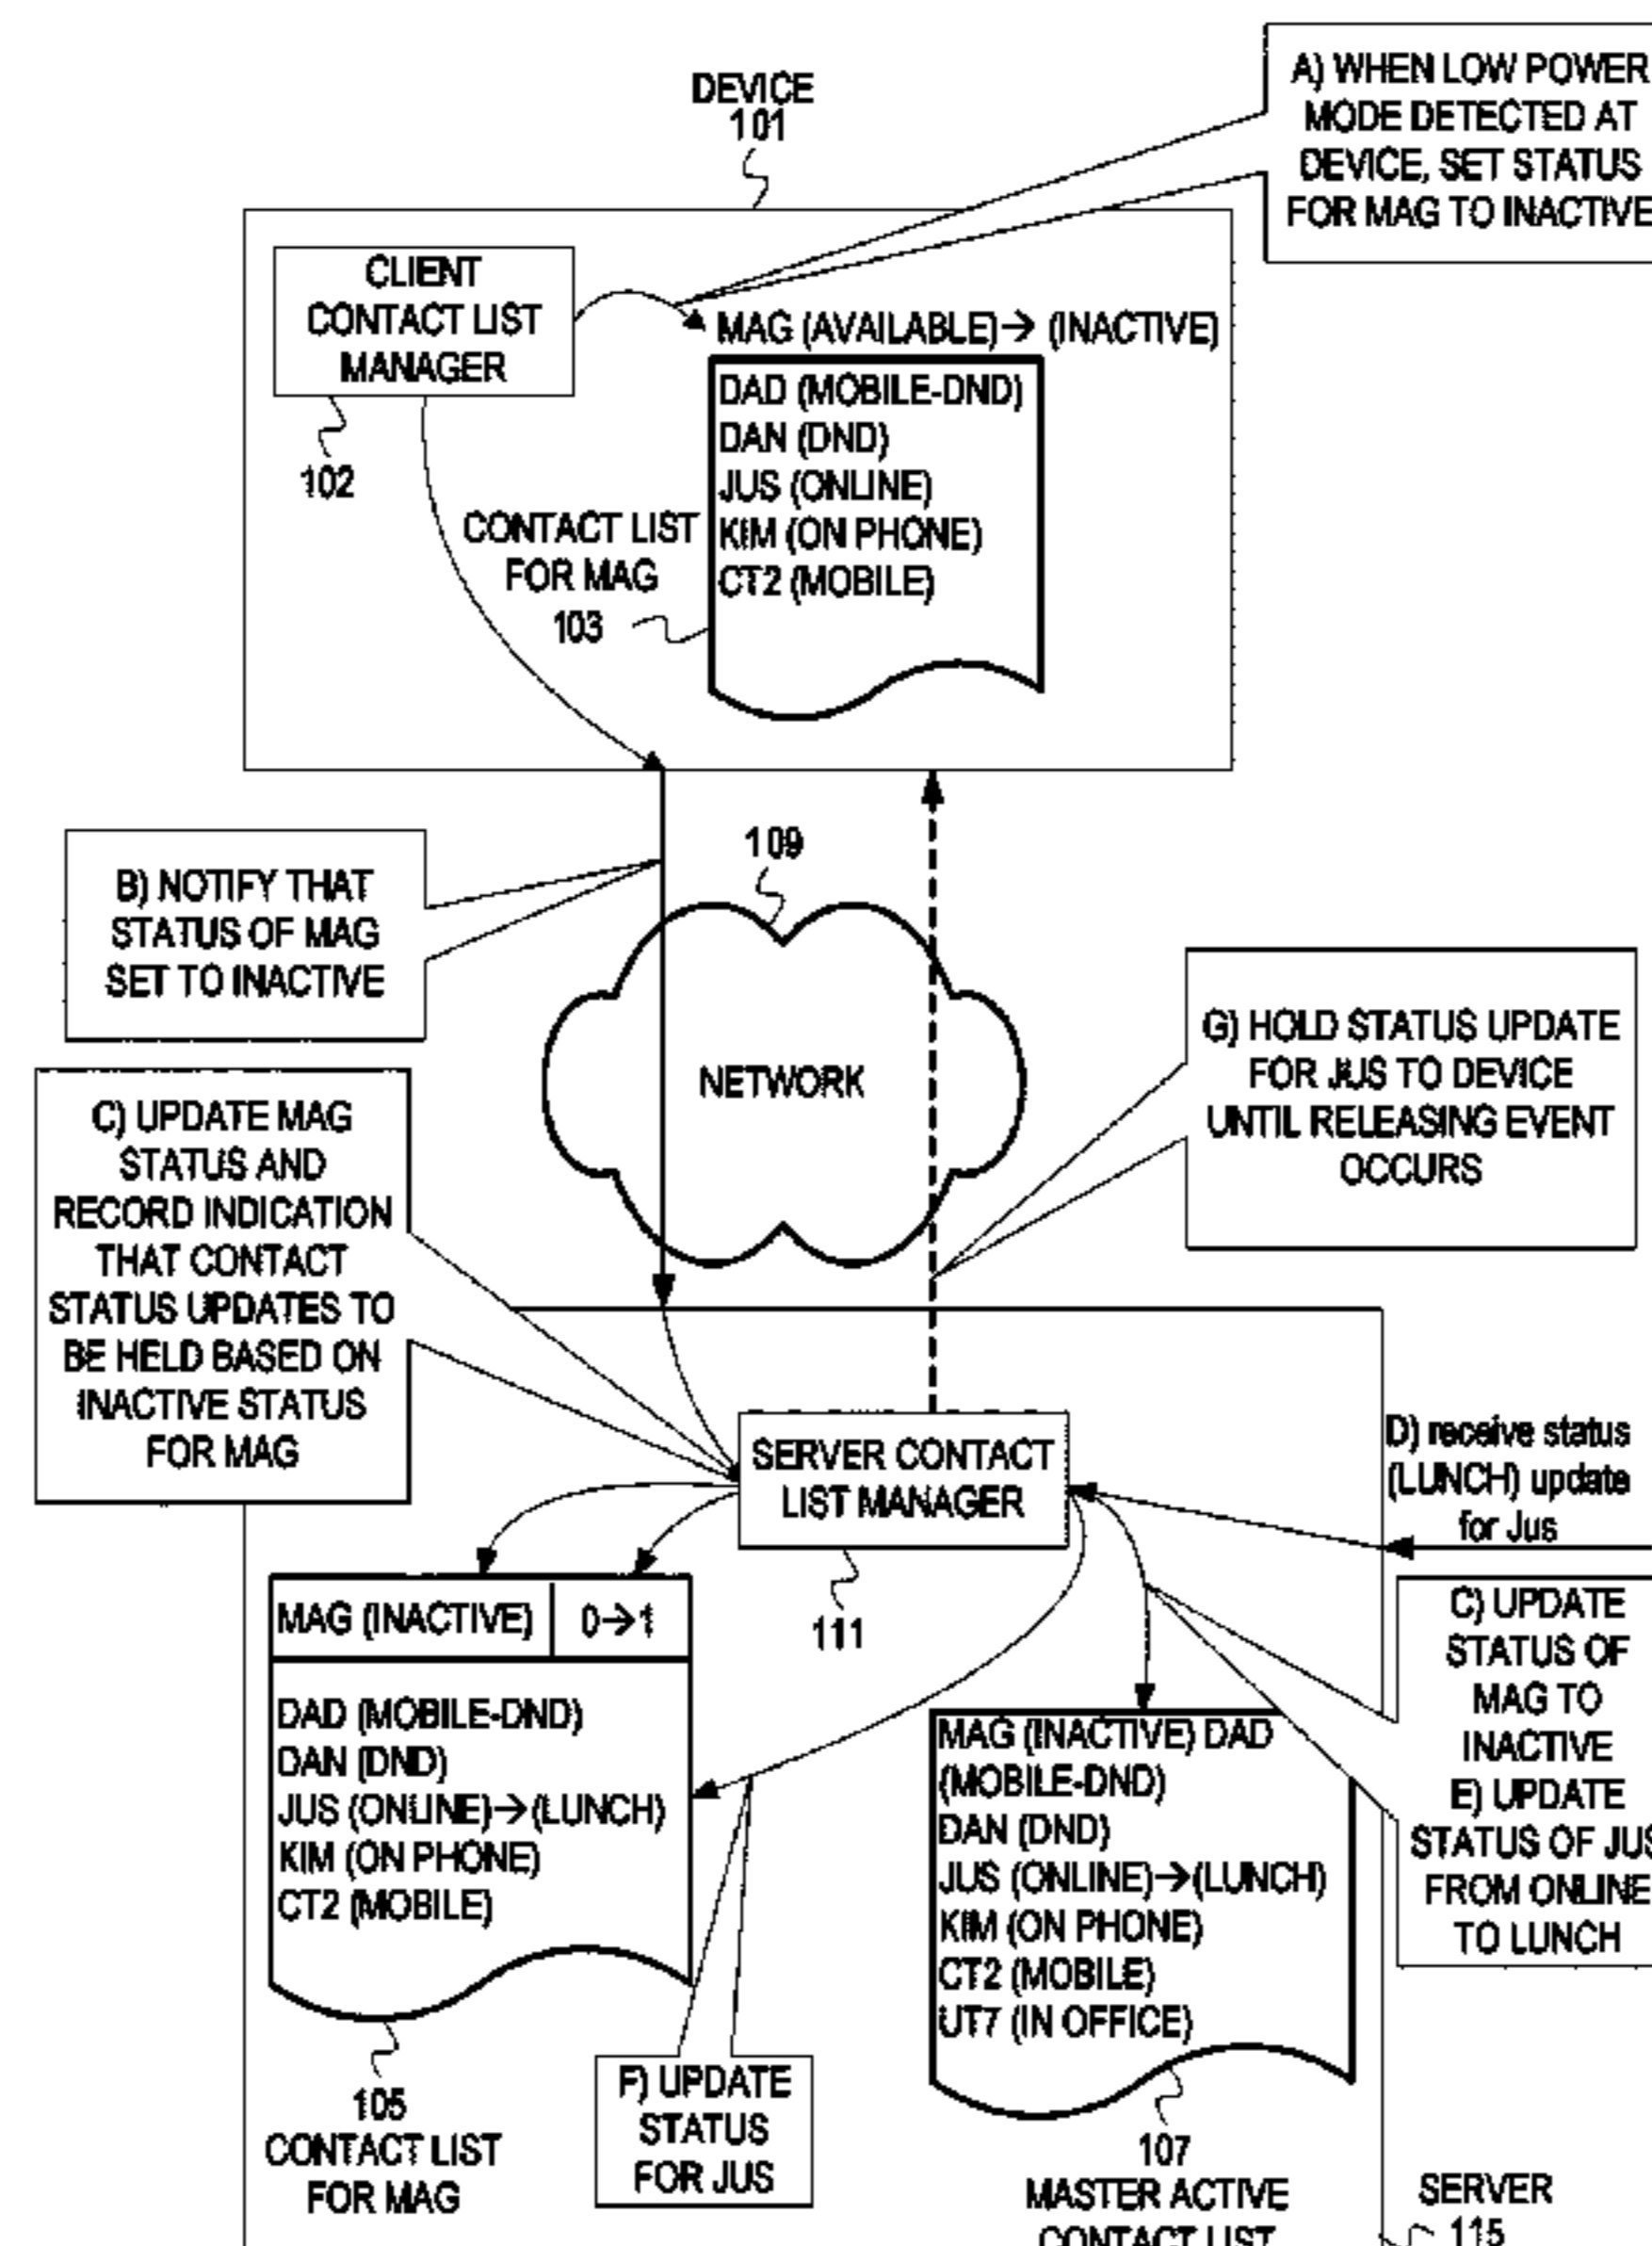 DEVICE
101
A) WHEN LOW POWER
MODE DETECTED AT
DEVICE, SET STATUS
FOR MAG TO INACTIVE
CLIENT
CONTACT LIST
MANAGER
102
MAG (AVAILABLE)→ (INACTIVE)
DAD (MOBILE-DND)
DAN (DND)
JUS (ONLINE)
KIM (ON PHONE)
CT2 (MOBILE)
CONTACT LIST
FOR MAG
103
B) NOTIFY THAT
STATUS OF MAG
SET TO INACTIVE
109
NETWORK
G) HOLD STATUS UPDATE
FOR JUS TO DEVICE
UNTIL RELEASING EVENT
OCCURS
C) UPDATE MAG
STATUS AND
RECORD INDICATION
THAT CONTACT
STATUS UPDATES TO
BE HELD BASED ON
INACTIVE STATUS
FOR MAG
SERVER CONTACT
LIST MANAGER
111
D) receive status
(LUNCH) update
for Jus
MAG (INACTIVE) 0→1
DAD (MOBILE-DND)
DAN (DND)
JUS (ONLINE)→(LUNCH)
KIM (ON PHONE)
CT2 (MOBILE)
105
CONTACT LIST
FOR MAG
C) UPDATE
STATUS OF
MAG TO
INACTIVE
E) UPDATE
STATUS OF JUS
FROM ONLINE
TO LUNCH
MAG (INACTIVE) DAD
(MOBILE-DND)
DAN (DND)
JUS (ONLINE)→(LUNCH)
KIM (ON PHONE)
CT2 (MOBILE)
UT7 (IN OFFICE)
F) UPDATE
STATUS
FOR JUS
107
MASTER ACTIVE
CONTACT LIST
SERVER
115